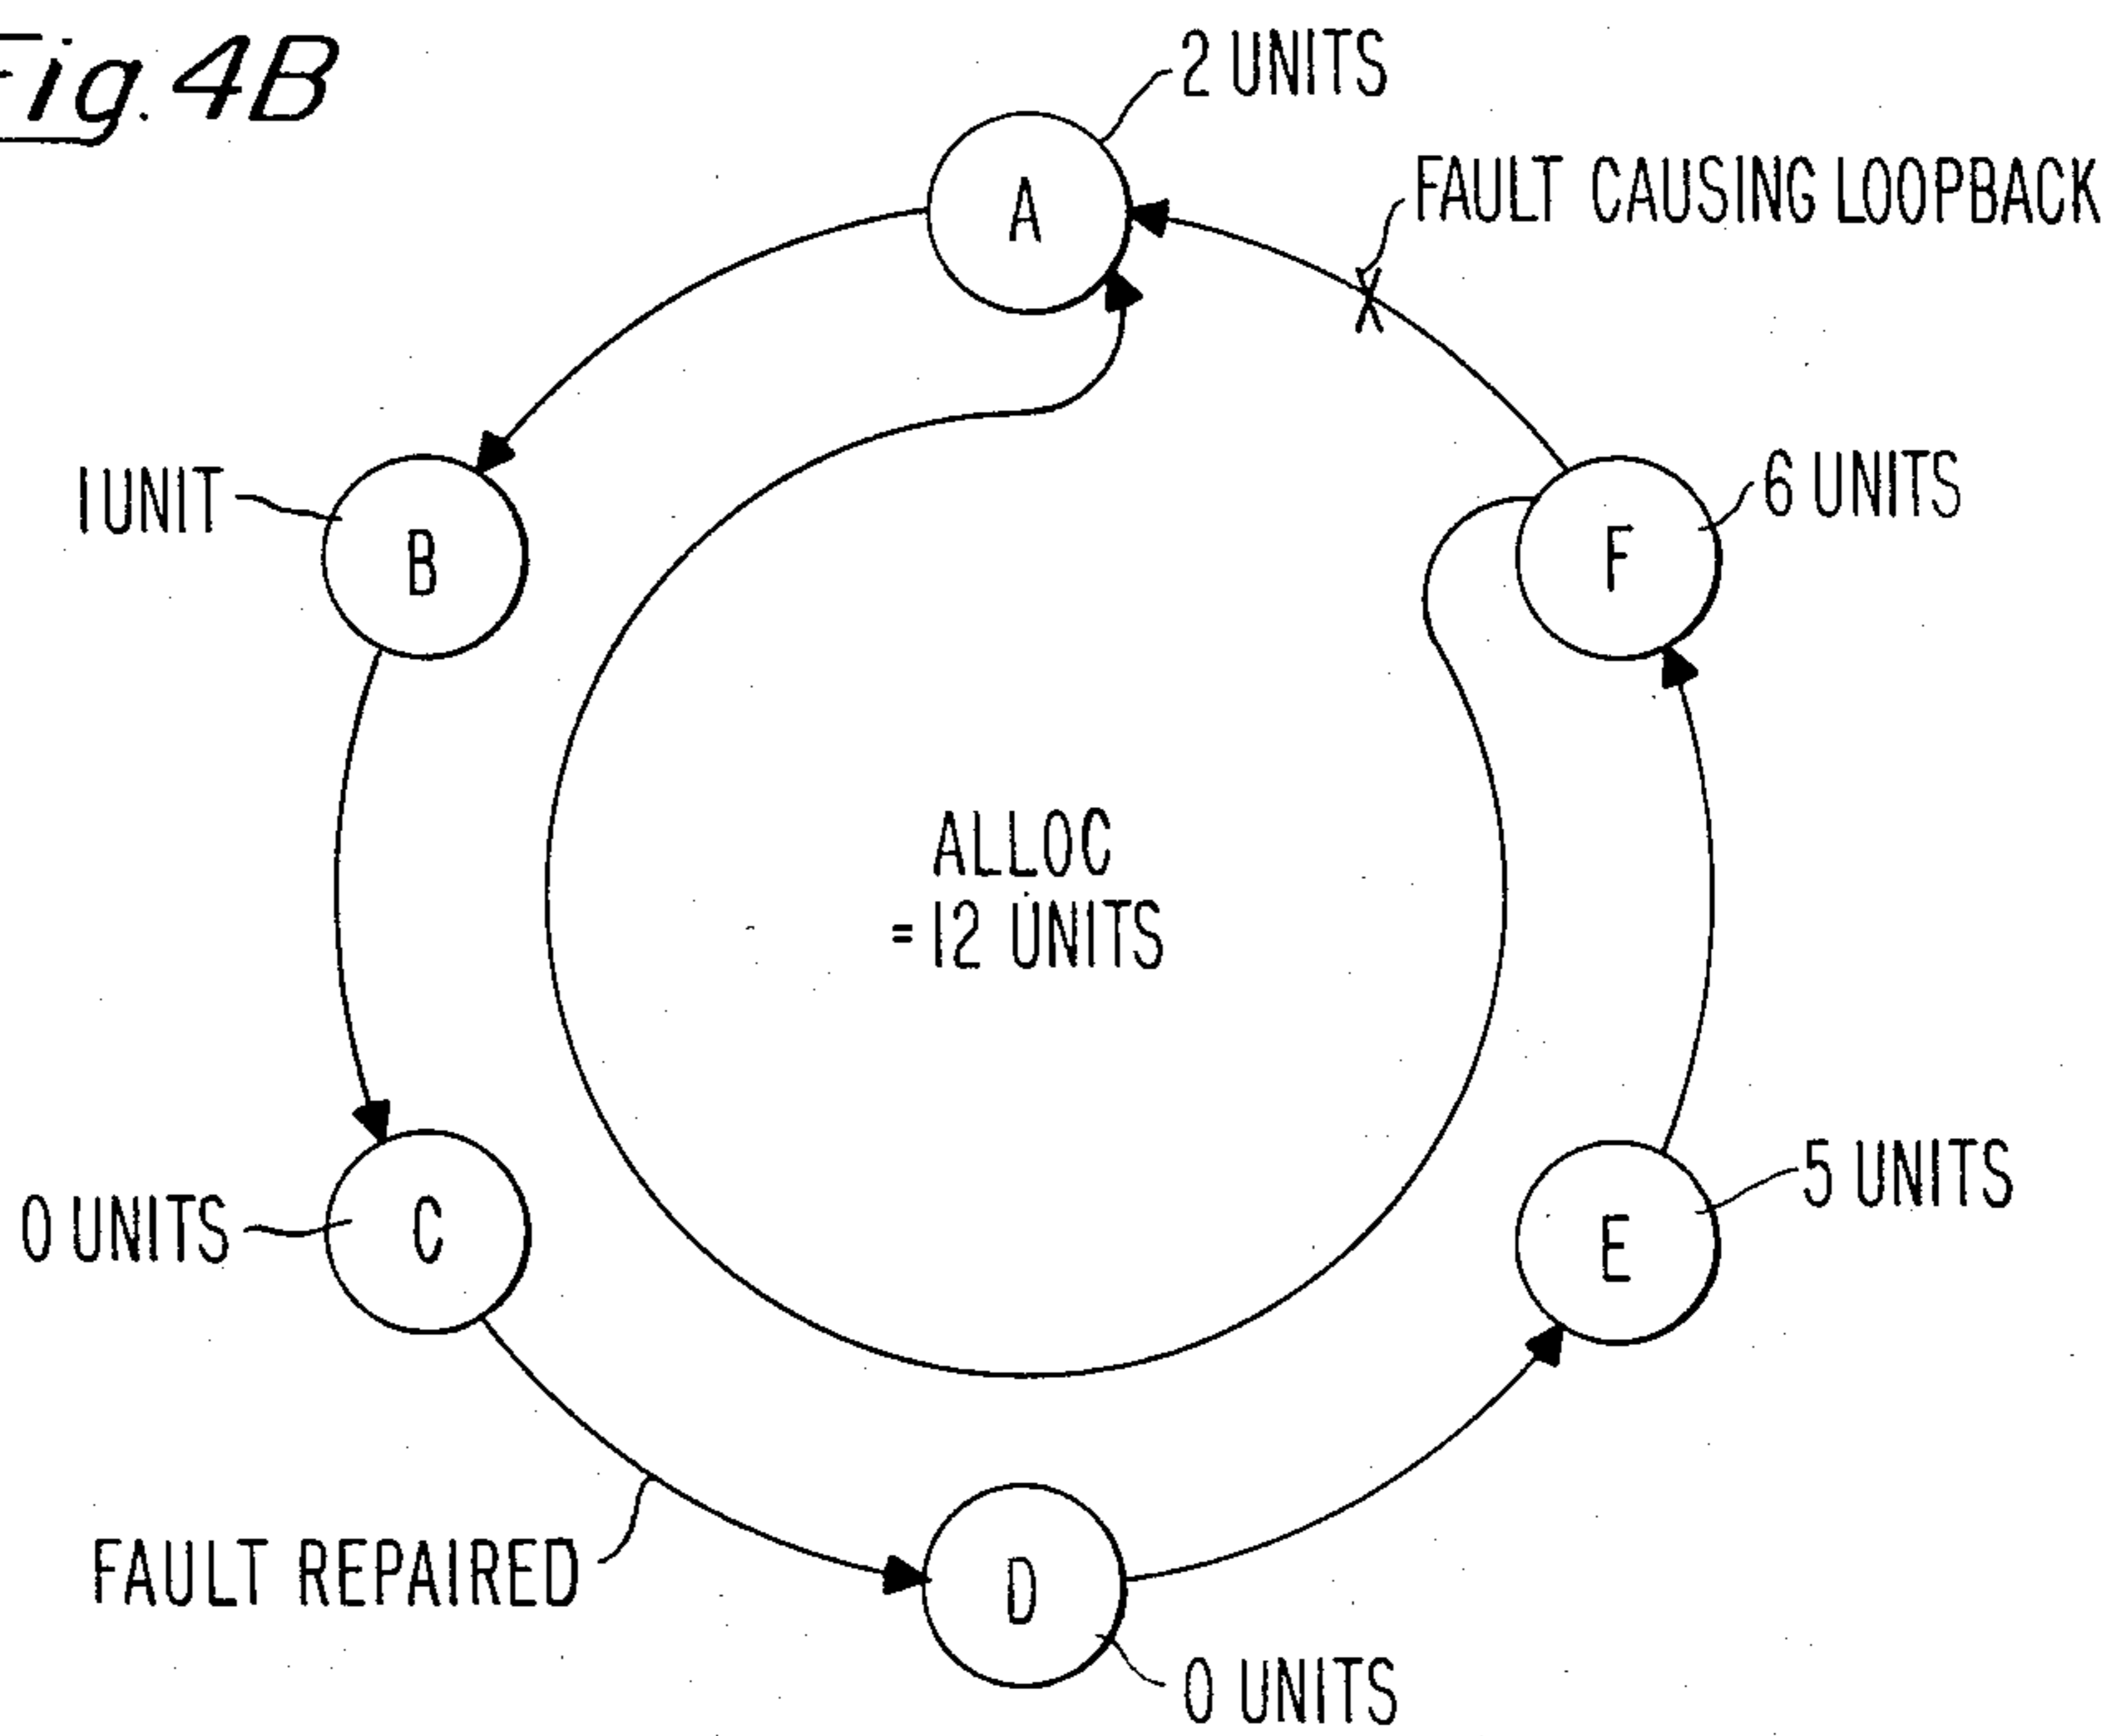 Fig. 4B
2 UNITS
FAULT CAUSING LOOPBACK
A
1 UNIT
B
6 UNITS
F
ALLOC
= 12 UNITS
0 UNITS
C
5 UNITS
E
FAULT REPAIRED
D
0 UNITS